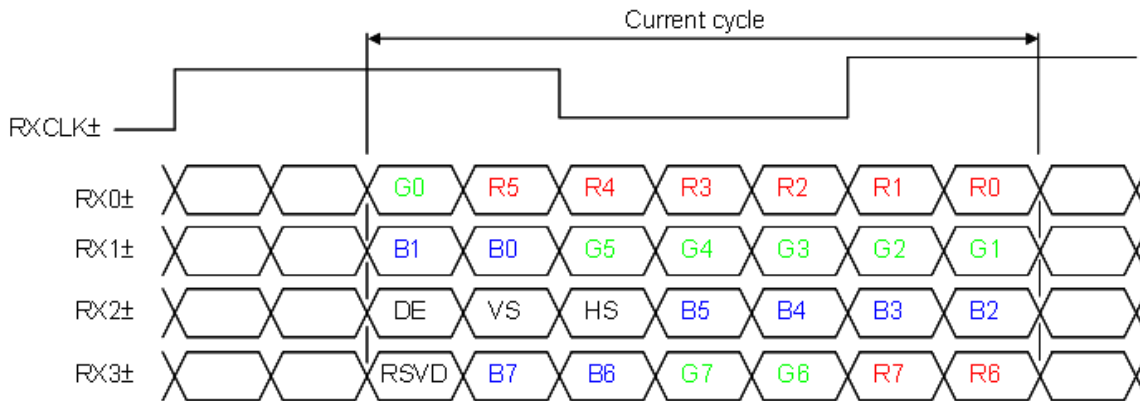 Current cycle
RXCLK±
RX0± G0 R5 R4 R3 R2 R1 R0
RX1± B1 B0 G5 G4 G3 G2 G1
RX2± DE VS HS B5 B4 B3 B2
RX3± RSVD B7 B6 G7 G6 R7 R6